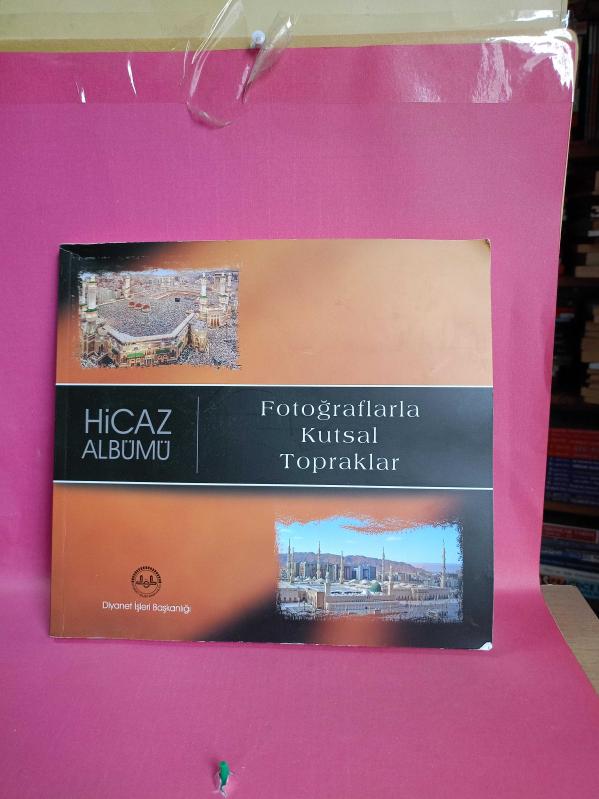 HiCAZ
ALBÜMÜ
Fotoğraflarla
Kutsal
Topraklar
Diyanet İşleri Başkanlığı